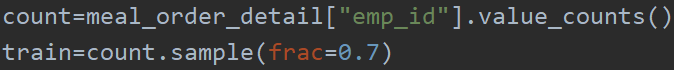 count=meal_order_detail["emp_id"].value_counts()
train=count.sample(frac=0.7)